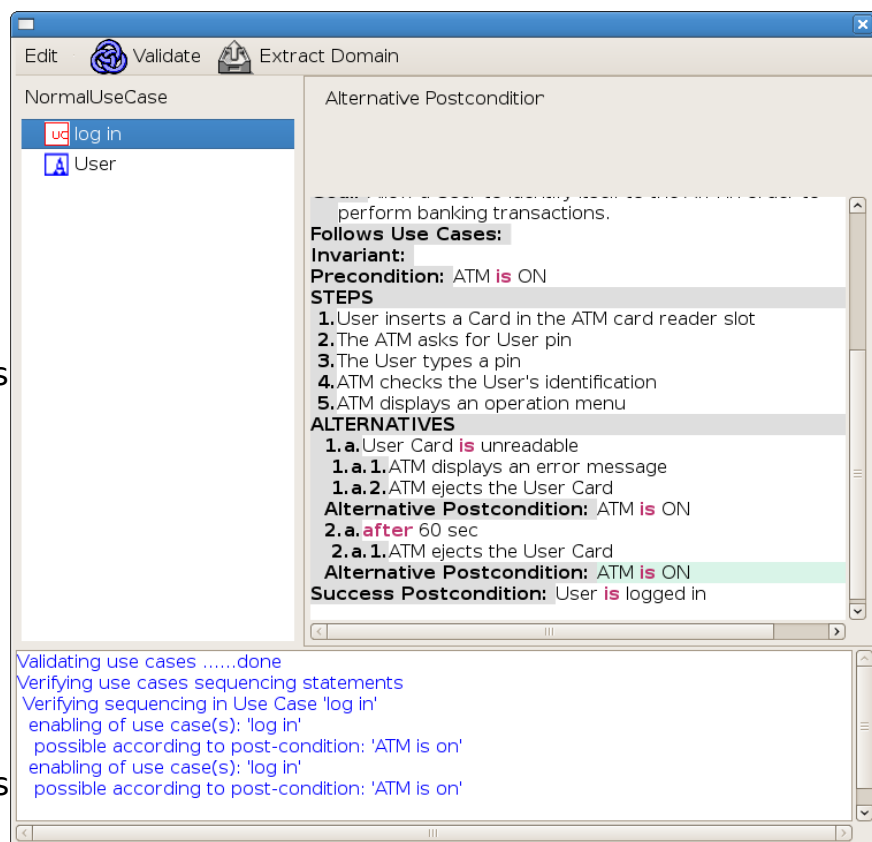 Edit Validate Extract Domain
NormalUseCase
UC log in
A User
Alternative Postcondition
perform banking transactions.
Follows Use Cases:
Invariant:
Precondition: ATM is ON
STEPS
1.User inserts a Card in the ATM card reader slot
2.The ATM asks for User pin
3.The User types a pin
4.ATM checks the User's identification
5.ATM displays an operation menu
ALTERNATIVES
1.a.User Card is unreadable
1.a.1.ATM displays an error message
1.a.2.ATM ejects the User Card
Alternative Postcondition: ATM is ON
2.a.after 60 sec
2.a.1.ATM ejects the User Card
Alternative Postcondition: ATM is ON
Success Postcondition: User is logged in
s
Validating use cases ......done
Verifying use cases sequencing statements
Verifying sequencing in Use Case 'log in'
enabling of use case(s): 'log in'
possible according to post-condition: 'ATM is on'
enabling of use case(s): 'log in'
possible according to post-condition: 'ATM is on'
s